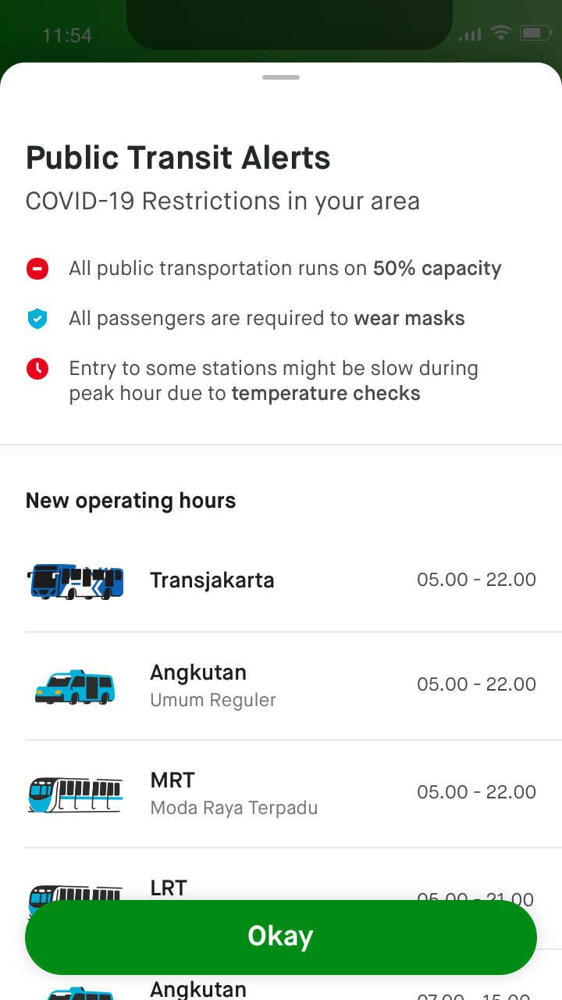 11:54
Public Transit Alerts
COVID-19 Restrictions in your area
All public transportation runs on 50% capacity
All passengers are required to wear masks
Entry to some stations might be slow during
peak hour due to temperature checks
New operating hours
Transjakarta
05.00 - 22.00
Angkutan
Umum Reguler
05.00 - 22.00
MRT
Moda Raya Terpadu
05.00 - 22.00
LRT
05.00 - 21.00
Okay
Angkutan
07.00 - 15.00